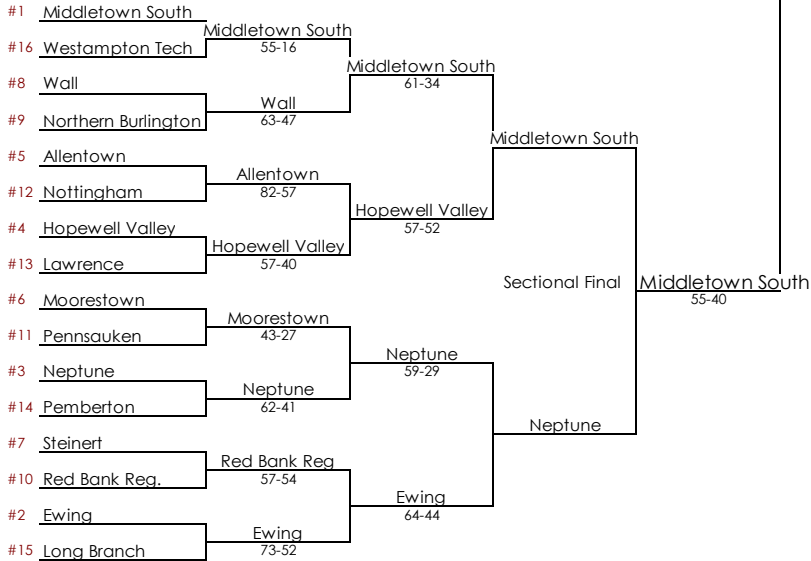 #1 Middletown South
Middletown South
#16 Westampton Tech
55-16
Middletown South
#8 Wall
61-34
Wall
#9 Northern Burlington
63-47
Middletown South
#5 Allentown
Allentown
#12 Nottingham
82-57
Hopewell Valley
#4 Hopewell Valley
57-52
Hopewell Valley
#13 Lawrence
57-40
Sectional Final
Middletown South
55-40
#6 Moorestown
Moorestown
#11 Pennsauken
43-27
Neptune
#3 Neptune
59-29
Neptune
#14 Pemberton
62-41
Neptune
#7 Steinert
Red Bank Reg
#10 Red Bank Reg.
57-54
Ewing
#2 Ewing
64-44
Ewing
#15 Long Branch
73-52